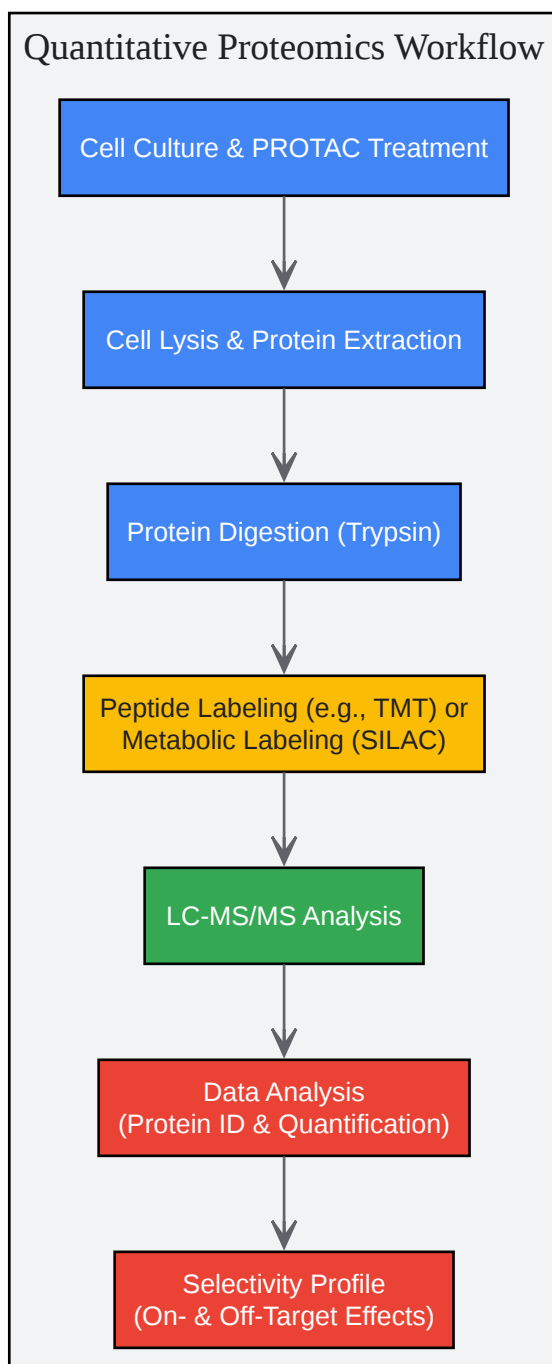 Quantitative Proteomics Workflow
Cell Culture & PROTAC Treatment
Cell Lysis & Protein Extraction
Protein Digestion (Trypsin)
Peptide Labeling (e.g., TMT) or
Metabolic Labeling (SILAC)
LC-MS/MS Analysis
Data Analysis
(Protein ID & Quantification)
Selectivity Profile
(On- & Off-Target Effects)